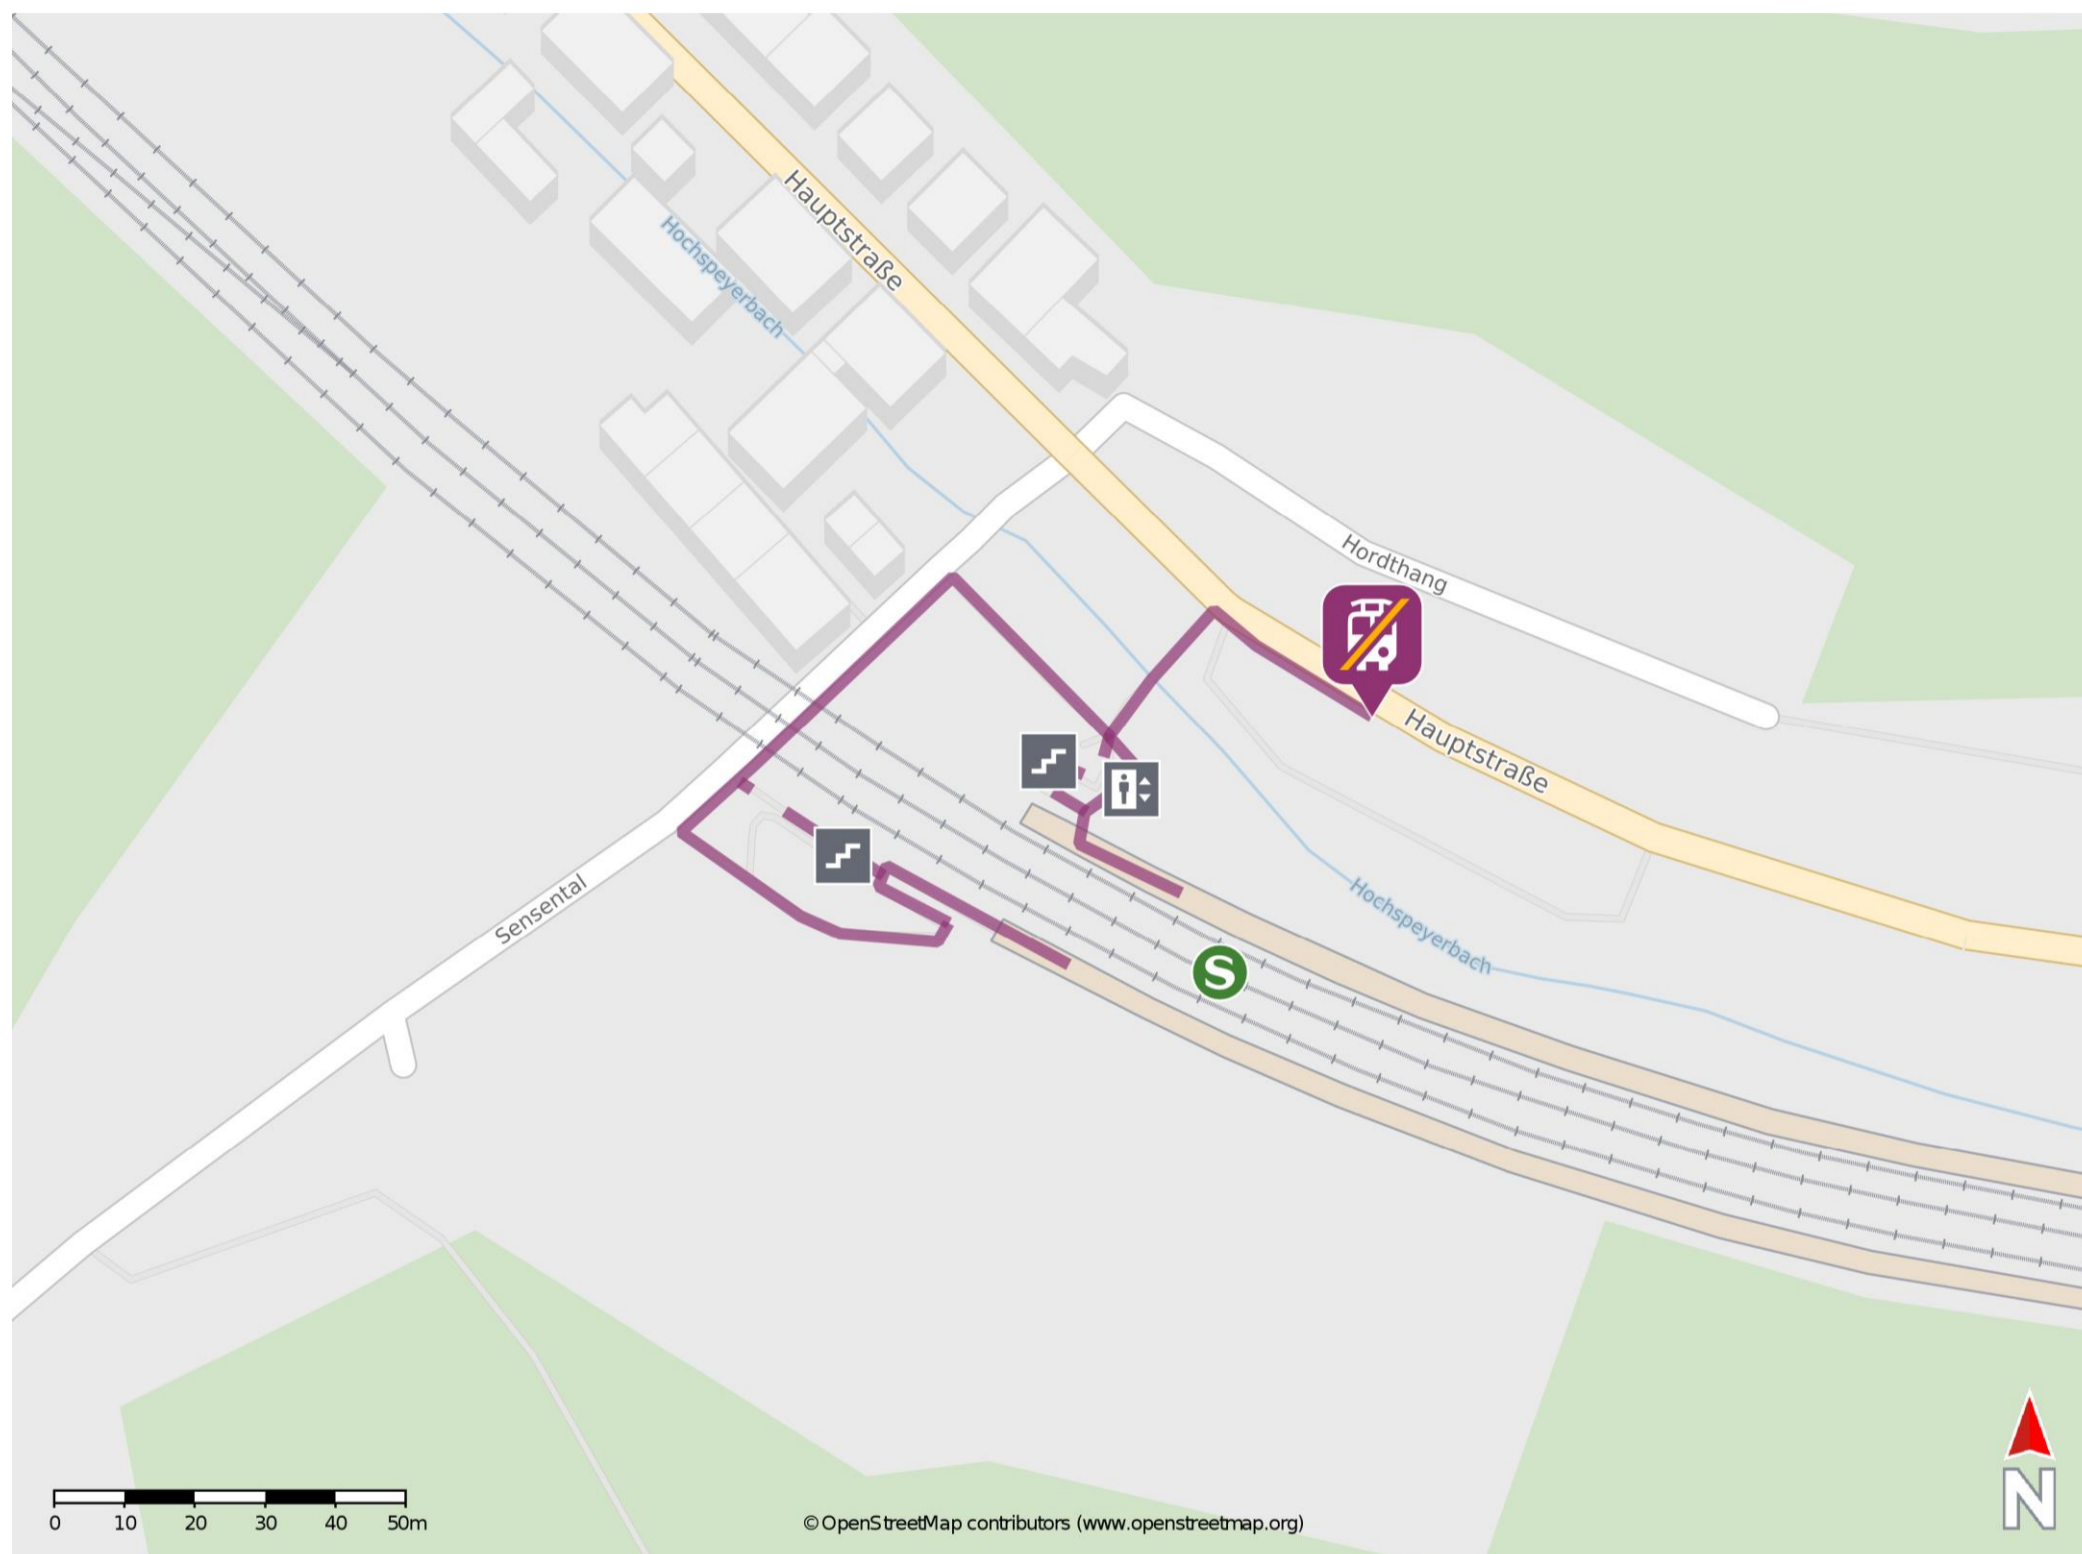 Hauptstraße
Hochspeyerbach
Hordthang
Hauptstraße
Sensental
Hochspeyerbach
S
0 10 20 30 40 50m
© OpenStreetMap contributors (www.openstreetmap.org)
N